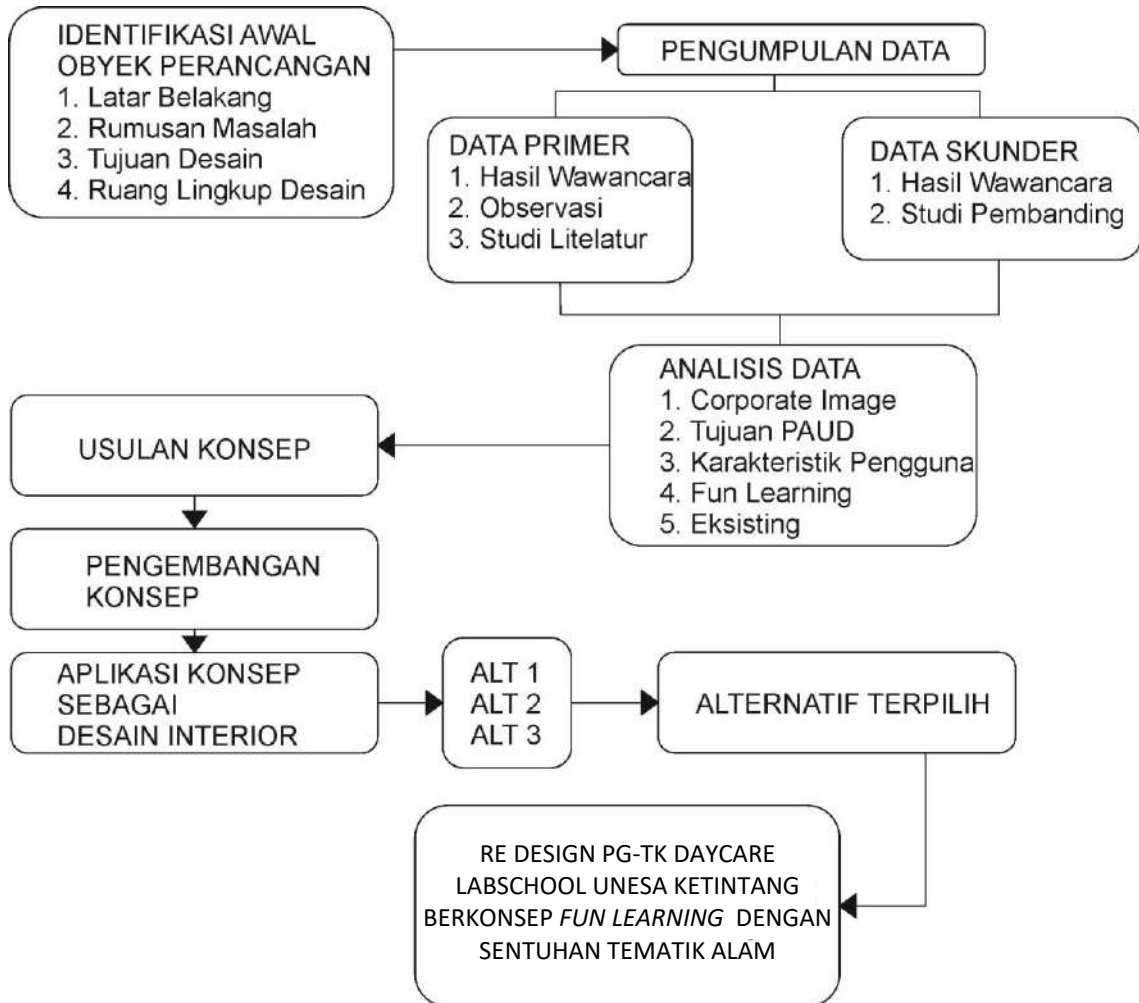 IDENTIFIKASI AWAL
OBYEK PERANCANGAN
1. Latar Belakang
2. Rumusan Masalah
3. Tujuan Desain
4. Ruang Lingkup Desain
PENGUMPULAN DATA
DATA PRIMER
1. Hasil Wawancara
2. Observasi
3. Studi Litelatur
DATA SKUNDER
1. Hasil Wawancara
2. Studi Pembanding
ANALISIS DATA
1. Corporate Image
2. Tujuan PAUD
3. Karakteristik Pengguna
4. Fun Learning
5. Eksisting
USULAN KONSEP
PENGEMBANGAN
KONSEP
APLIKASI KONSEP
SEBAGAI
DESAIN INTERIOR
ALT 1
ALT 2
ALT 3
ALTERNATIF TERPILIH
RE DESIGN PG-TK DAYCARE
LABSCHOOL UNESA KETINTANG
BERKONSEP FUN LEARNING DENGAN
SENTUHAN TEMATIK ALAM